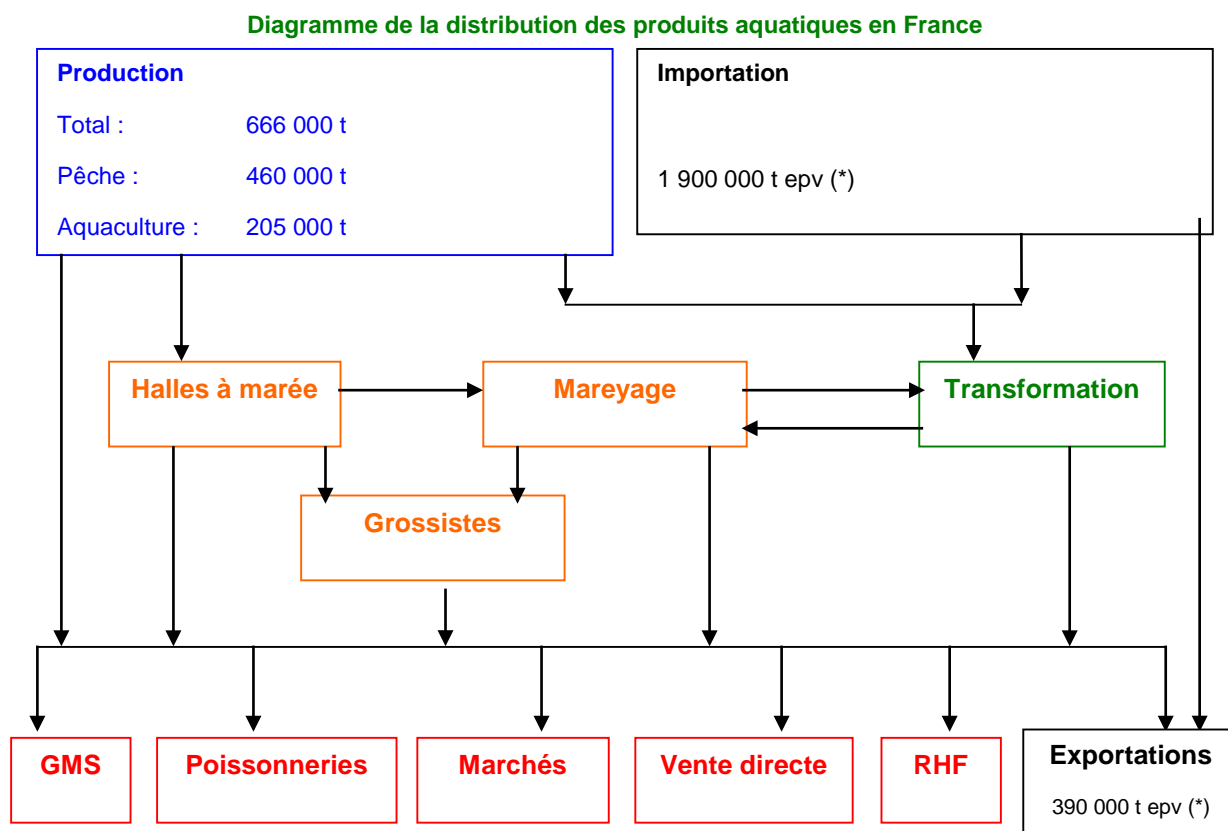 Diagramme de la distribution des produits aquatiques en France
Production
Total : 666 000 t
Pêche : 460 000 t
Aquaculture : 205 000 t
Importation
1 900 000 t epv (*)
Halles à marée
Mareyage
Transformation
Grossistes
GMS
Poissonneries
Marchés
Vente directe
RHF
Exportations
390 000 t epv (*)